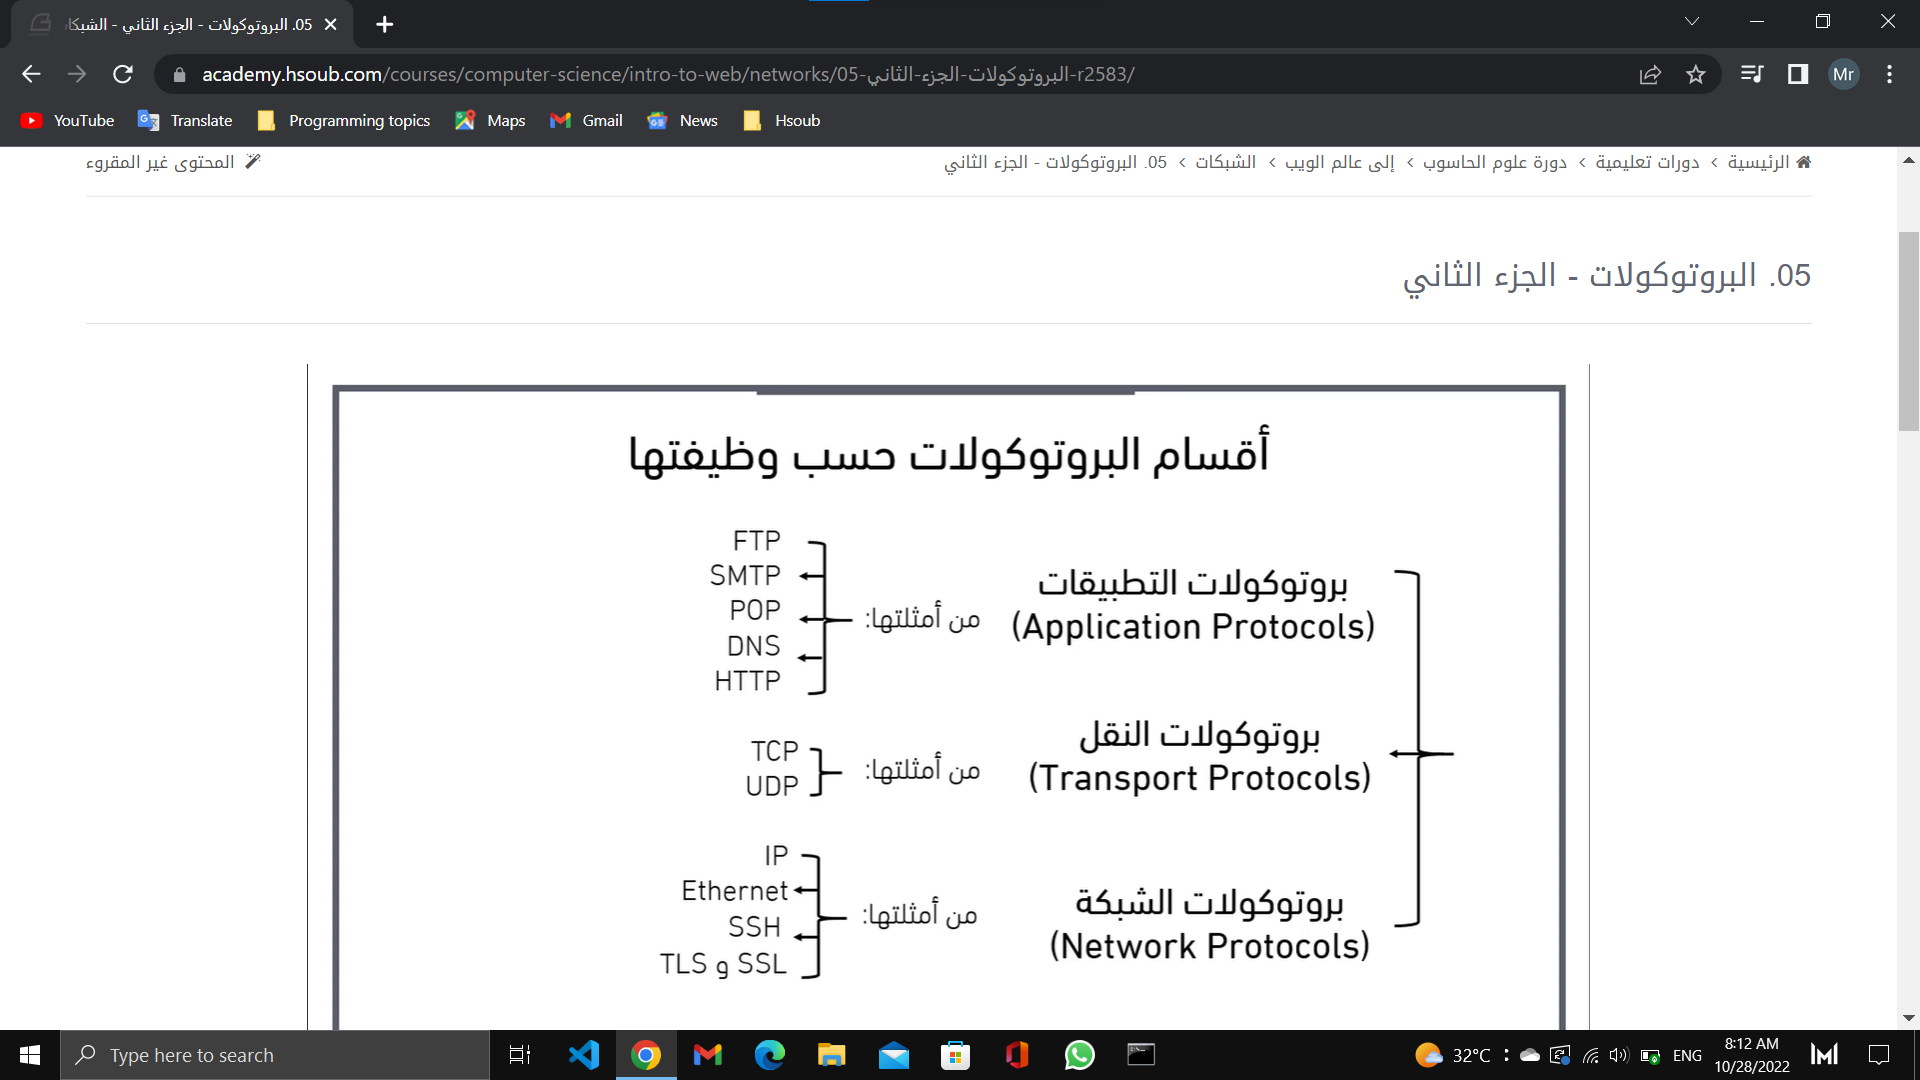 05. البروتوكولات - الجزء الثاني - الشبكا
academy.hsoub.com/courses/computer-science/intro-to-web/networks/05-البروتوكولات-الجزء-الثاني-r2583/
Mr
YouTube
Translate
Programming topics
Maps
Gmail
News
Hsoub
الرئيسية › دورات تعليمية › دورة علوم الحاسوب › إلى عالم الويب › الشبكات › 05. البروتوكولات - الجزء الثاني
المحتوى غير المقروء
05. البروتوكولات - الجزء الثاني
أقسام البروتوكولات حسب وظيفتها
بروتوكولات التطبيقات
(Application Protocols)
من أمثلتها:
FTP
SMTP
POP
DNS
HTTP
بروتوكولات النقل
(Transport Protocols)
من أمثلتها:
TCP
UDP
بروتوكولات الشبكة
(Network Protocols)
من أمثلتها:
IP
Ethernet
SSH
SSL و TLS
Type here to search
32°C
ENG
8:12 AM
10/28/2022